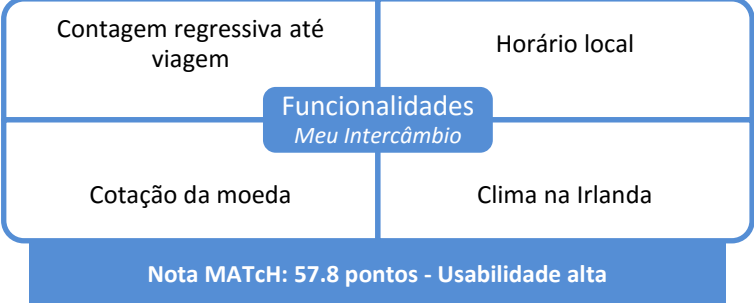 Contagem regressiva até
viagem
Horário local
Funcionalidades
Meu Intercâmbio
Cotação da moeda
Clima na Irlanda
Nota MATcH: 57.8 pontos - Usabilidade alta